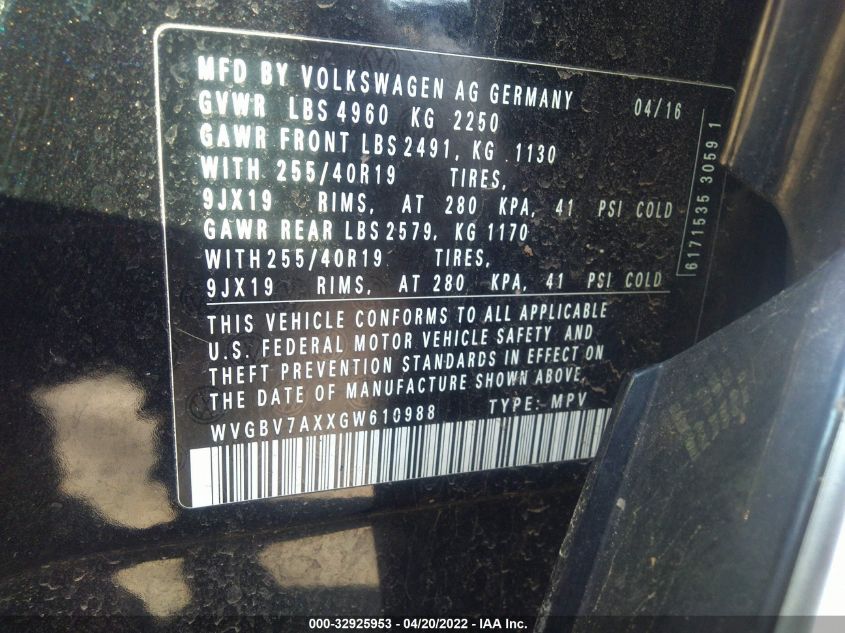 MFD BY VOLKSWAGEN AG GERMANY 04/16
GVWR LBS 4960 KG 2250
GAWR FRONT LBS 2491, KG 1130
WITH 255/40R19 TIRES,
9JX19 RIMS, AT 280 KPA, 41 PSI COLD
GAWR REAR LBS 2579, KG 1170
WITH 255/40R19 TIRES,
9JX19 RIMS, AT 280 KPA, 41 PSI COLD
6171535 3059 1
THIS VEHICLE CONFORMS TO ALL APPLICABLE
U.S. FEDERAL MOTOR VEHICLE SAFETY AND
THEFT PREVENTION STANDARDS IN EFFECT ON
THE DATE OF MANUFACTURE SHOWN ABOVE,
WVGBV7AXXGW610988 TYPE: MPV
000-32925953 - 04/20/2022 - IAA Inc.